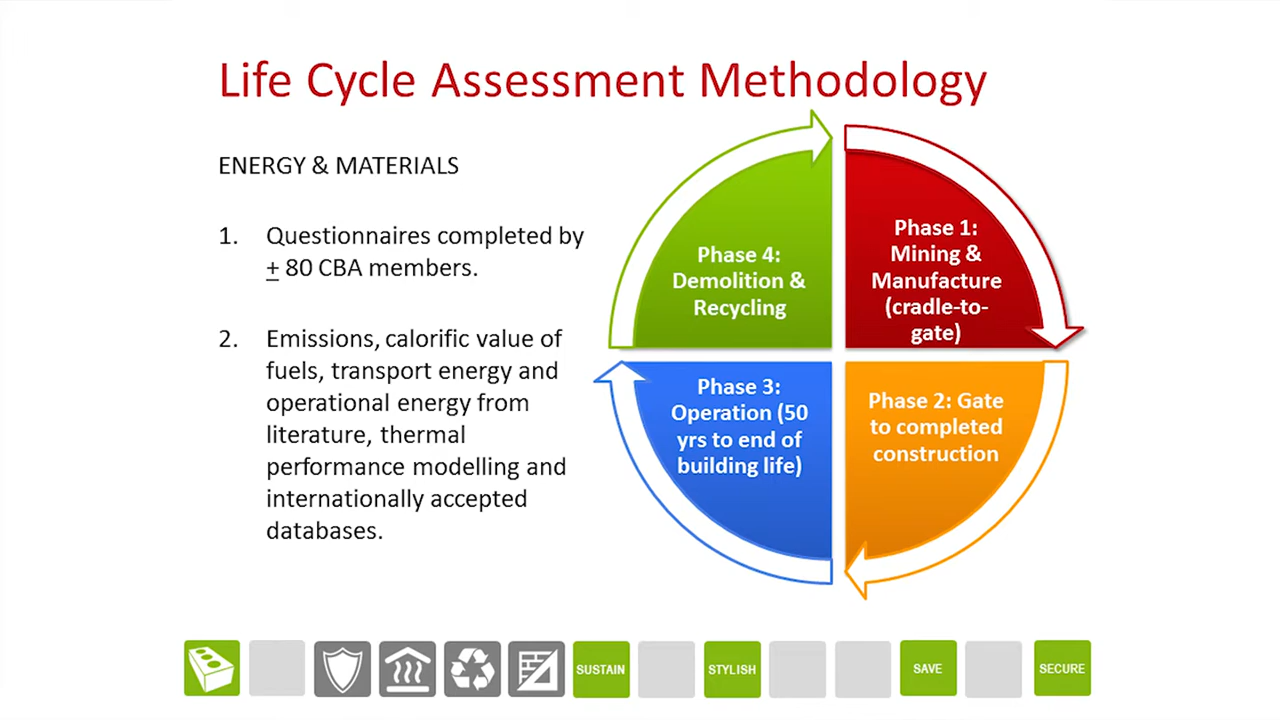 Life Cycle Assessment Methodology
ENERGY & MATERIALS
1. Questionnaires completed by
± 80 CBA members.
2. Emissions, calorific value of
fuels, transport energy and
operational energy from
literature, thermal
performance modelling and
internationally accepted
databases.
Phase 1:
Mining &
Manufacture
(cradle-to-
gate)
Phase 2: Gate
to completed
construction
Phase 3:
Operation (50
yrs to end of
building life)
Phase 4:
Demolition &
Recycling
SUSTAIN
STYLISH
SAVE
SECURE